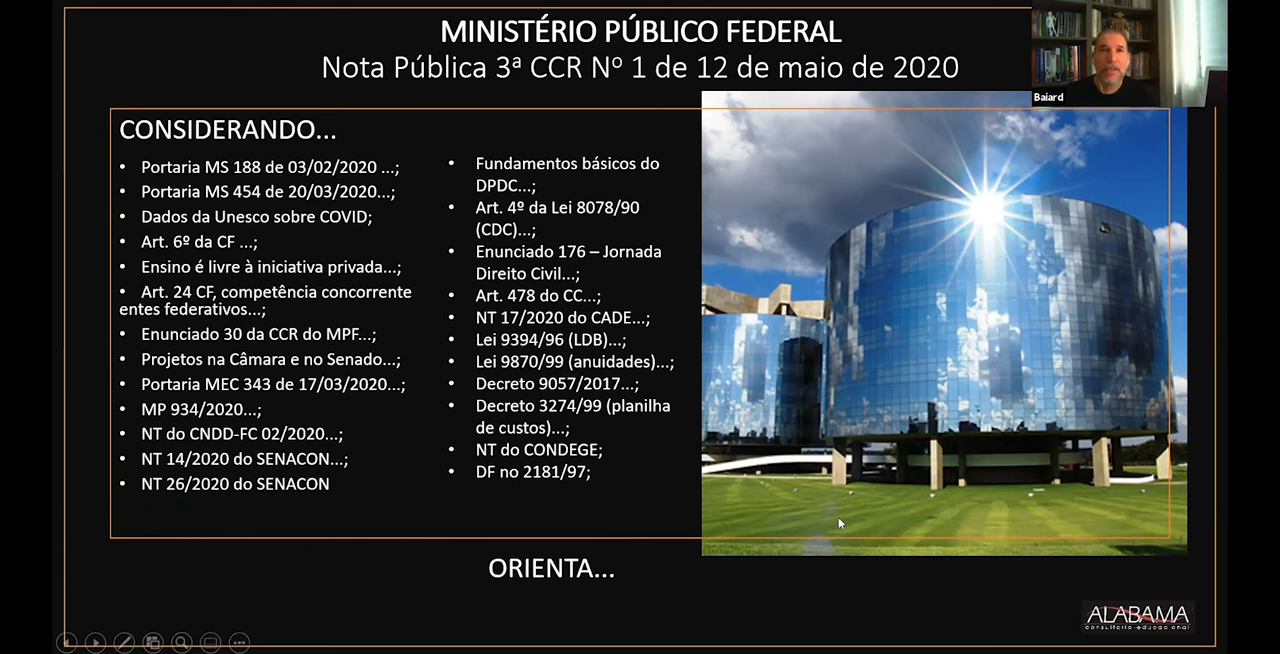 MINISTÉRIO PÚBLICO FEDERAL
Nota Pública 3ª CCR Nº 1 de 12 de maio de 2020
Baiard
CONSIDERANDO...
• Portaria MS 188 de 03/02/2020 ...;
• Portaria MS 454 de 20/03/2020...;
• Dados da Unesco sobre COVID;
• Art. 6º da CF ...;
• Ensino é livre à iniciativa privada...;
• Art. 24 CF, competência concorrente
entes federativos...;
• Enunciado 30 da CCR do MPF...;
• Projetos na Câmara e no Senado...;
• Portaria MEC 343 de 17/03/2020...;
• MP 934/2020...;
• NT do CNDD-FC 02/2020...;
• NT 14/2020 do SENACON...;
• NT 26/2020 do SENACON
• Fundamentos básicos do
DPDC...;
• Art. 4º da Lei 8078/90
(CDC)...;
• Enunciado 176 – Jornada
Direito Civil...;
• Art. 478 do CC...;
• NT 17/2020 do CADE...;
• Lei 9394/96 (LDB)...;
• Lei 9870/99 (anuidades)...;
• Decreto 9057/2017...;
• Decreto 3274/99 (planilha
de custos)...;
• NT do CONDEGE;
• DF no 2181/97;
ORIENTA...
ALABAMA
consultoria educacional